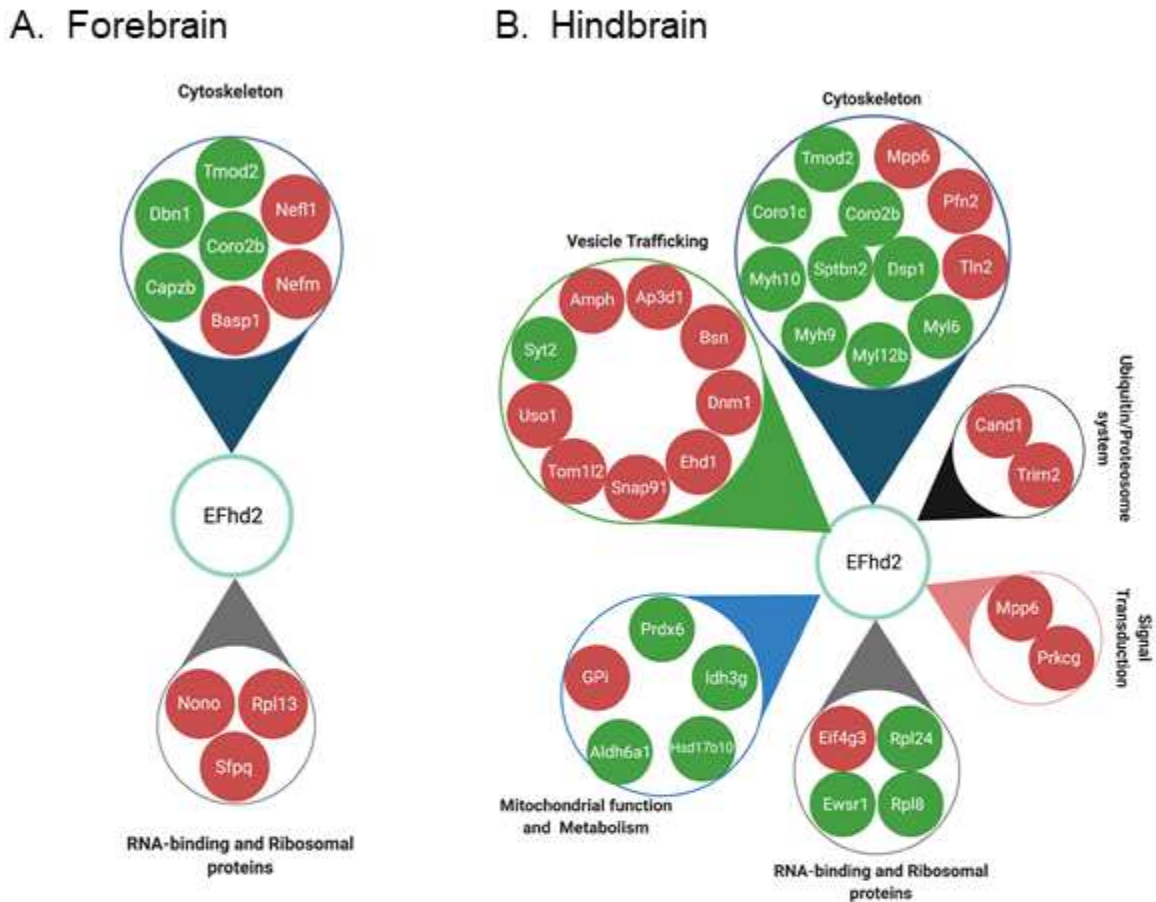 A. Forebrain
Cytoskeleton
Tmod2
Dbn1
Nefl1
Coro2b
Capzb
Nefm
Basp1
EFhd2
Nono
Rpl13
Sfpq
RNA-binding and Ribosomal
proteins
B. Hindbrain
Cytoskeleton
Tmod2
Mpp6
Coro1c
Coro2b
Pfn2
Myh10
Sptbn2
Dsp1
Tln2
Myh9
Myl12b
Myl6
Vesicle Trafficking
Amph
Ap3d1
Syt2
Bsn
Uso1
Dnm1
Tom1l2
Snap91
Ehd1
Ubiquitin/Proteosome
system
Cand1
Trim2
EFhd2
Signal
Transduction
Mpp6
Prkcg
Prdx6
GPi
Idh3g
Aldh6a1
Hsd17b10
Mitochondrial function
and Metabolism
Eif4g3
Rpl24
Ewsr1
Rpl8
RNA-binding and Ribosomal
proteins